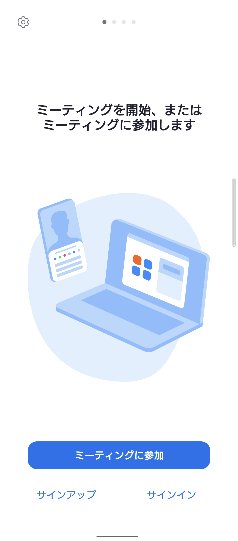 ミーティングを開始、または
ミーティングに参加します
ミーティングに参加
サインアップ
サインイン